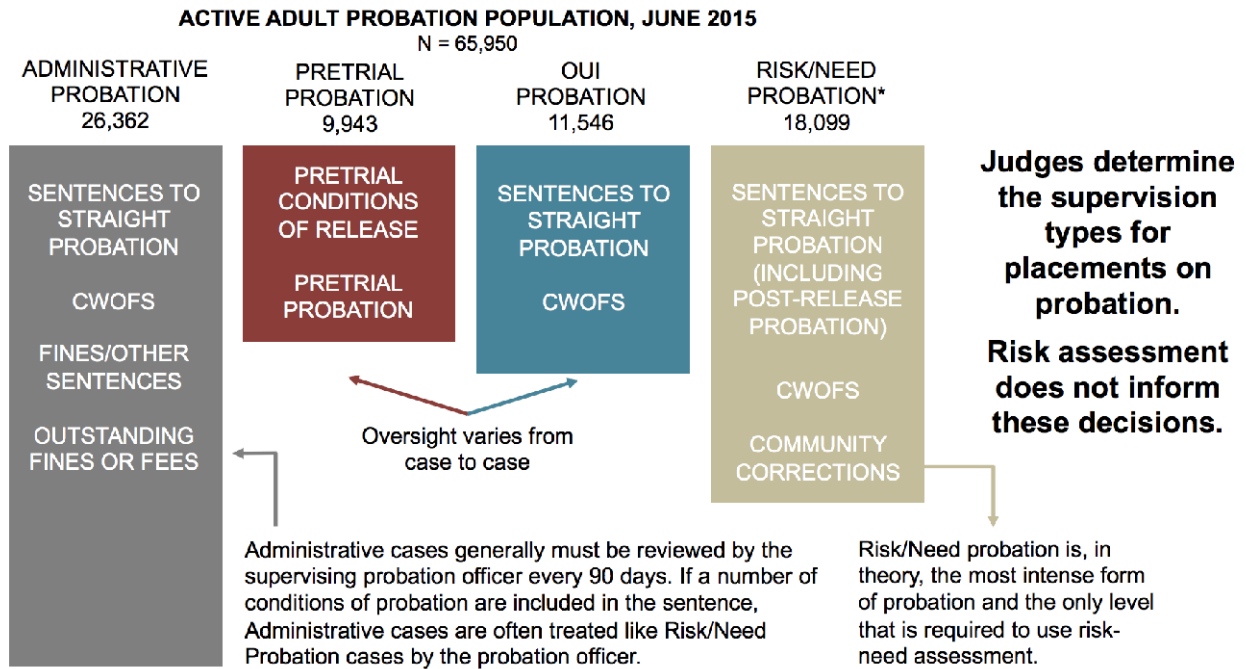 ACTIVE ADULT PROBATION POPULATION, JUNE 2015
N = 65,950
ADMINISTRATIVE
PROBATION
26,362
PRETRIAL
PROBATION
9,943
OUI
PROBATION
11,546
RISK/NEED
PROBATION*
18,099
SENTENCES TO
STRAIGHT
PROBATION
CWOFS
FINES/OTHER
SENTENCES
OUTSTANDING
FINES OR FEES
PRETRIAL
CONDITIONS
OF RELEASE
PRETRIAL
PROBATION
SENTENCES TO
STRAIGHT
PROBATION
CWOFS
SENTENCES TO
STRAIGHT
PROBATION
(INCLUDING
POST-RELEASE
PROBATION)
CWOFS
COMMUNITY
CORRECTIONS
Judges determine
the supervision
types for
placements on
probation.
Risk assessment
does not inform
these decisions.
Oversight varies from
case to case
Administrative cases generally must be reviewed by the
supervising probation officer every 90 days. If a number of
conditions of probation are included in the sentence,
Administrative cases are often treated like Risk/Need
Probation cases by the probation officer.
Risk/Need probation is, in
theory, the most intense form
of probation and the only level
that is required to use risk-
need assessment.